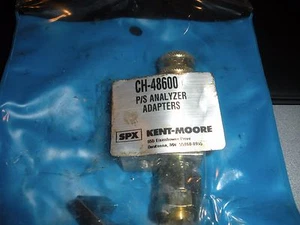 CH-48600
P/S ANALYZER
ADAPTERS
SPX KENT-MOORE